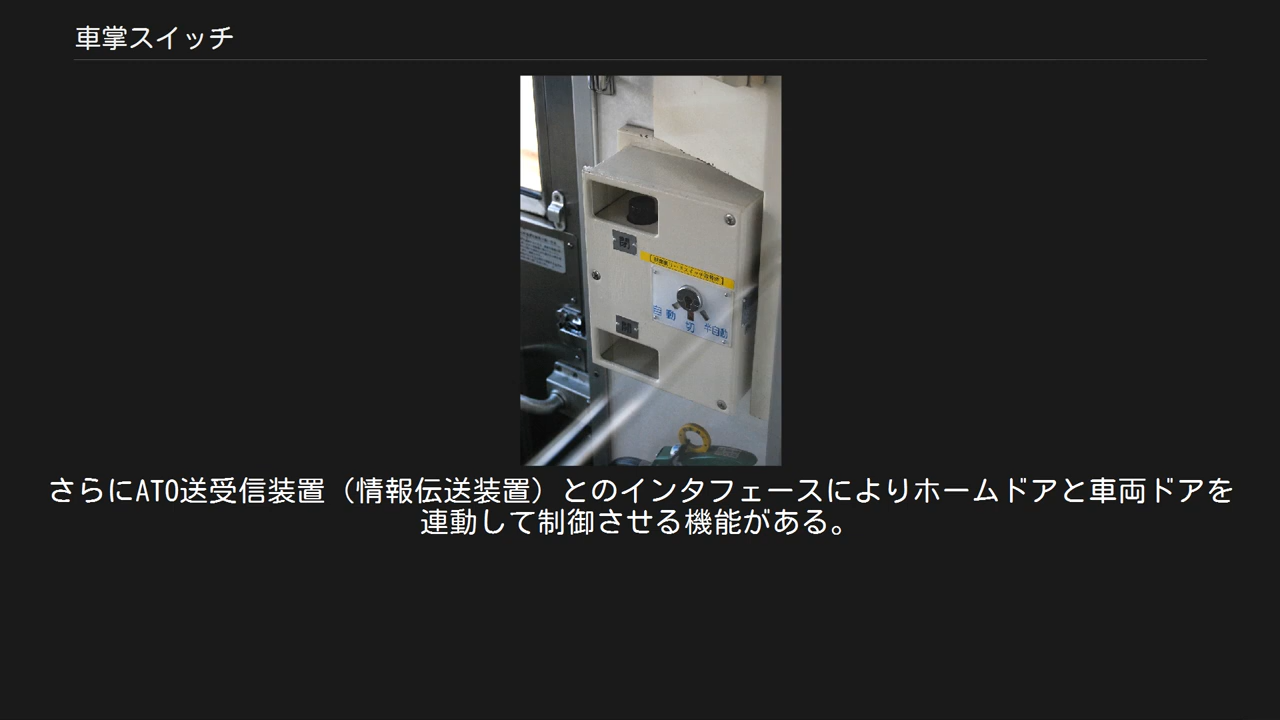 車掌スイッチ
閉
自動
切
半自動
さらにATO送受信装置（情報伝送装置）とのインタフェースによりホームドアと車両ドアを
連動して制御させる機能がある。